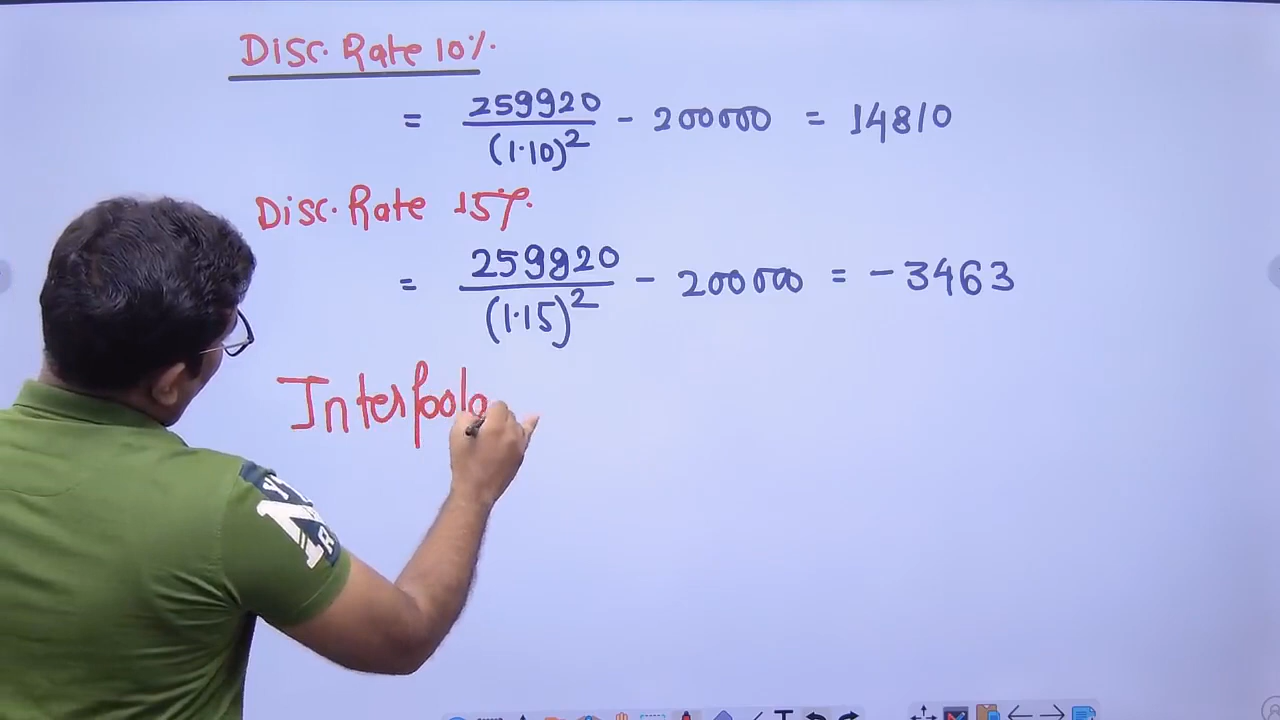 Disc. Rate 10%.
= 259920/(1.10)² - 200000 = 14810
Disc. Rate 15%.
= 259920/(1.15)² - 200000 = -3463
Interpola